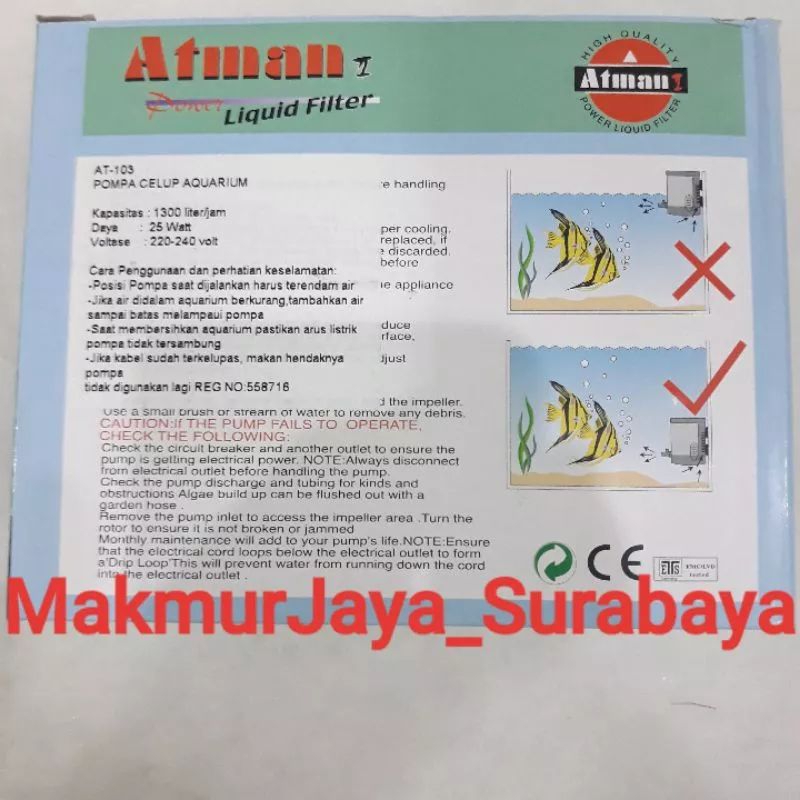 Atman I
Power Liquid Filter
HIGH QUALITY
Atman I
POWER LIQUID FILTER
AT-103
POMPA CELUP AQUARIUM
Kapasitas : 1300 liter/jam
Daya : 25 Watt
Voltase : 220-240 volt
Cara Penggunaan dan perhatian keselamatan:
-Posisi Pompa saat dijalankan harus terendam air
-Jika air didalam aquarium berkurang,tambahkan air
sampai batas melampaui pompa
-Saat membersihkan aquarium pastikan arus listrik
pompa tidak tersambung
-Jika kabel sudah terkelupas, makan hendaknya
pompa
tidak digunakan lagi REG NO:558716
handling
per cooling.
replaced, if
discarded.
before
appliance
duce
rface,
djust
d the impeller.
Use a small brush or stream of water to remove any debris.
CAUTION:If THE PUMP FAILS TO OPERATE,
CHECK THE FOLLOWING:
Check the circuit breaker and another outlet to ensure the
pump is getting electrical power. NOTE:Always disconnect
from electrical outlet before handling the pump.
Check the pump discharge and tubing for kinds and
obstructions Algae build up can be flushed out with a
garden hose .
Remove the pump inlet to access the impeller area .Turn the
rotor to ensure it is not broken or jammed
Monthly maintenance will add to your pump's life.NOTE:Ensure
that the electrical cord loops below the electrical outlet to form
a'Drip Loop'This will prevent water from running down the cord
into the electrical outlet .
CE
ETS
EMC/LVD
tested
MakmurJaya_Surabaya